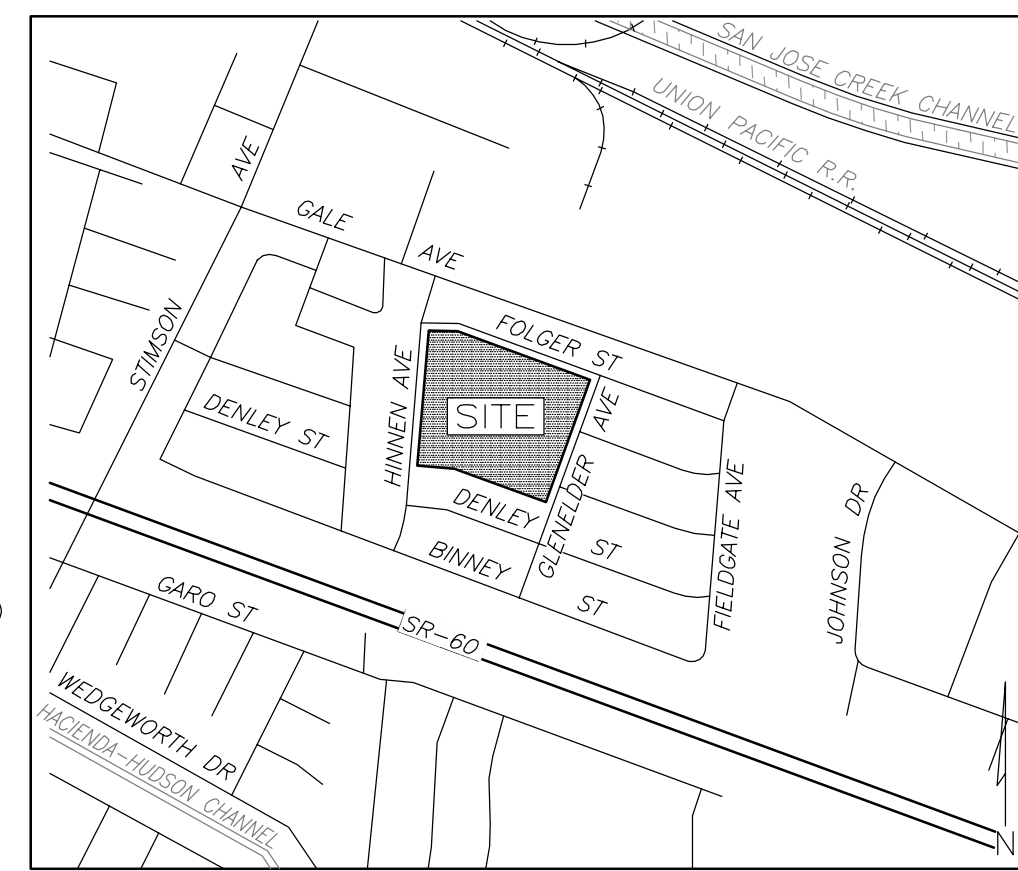 SAN JOSE CREEK CHANNEL
UNION PACIFIC R.R.
AVE
GALE
AVE
STIMSON
FOLGER ST
HINNEN AVE
SITE
AVE
DENLEY ST
GLENELDER
FIELDGATE AVE
JOHNSON DR
DENLEY
ST
BINNEY
ST
GARO ST
SR-60
WEDGEWORTH DR
HACIENDA-HUDSON CHANNEL
N